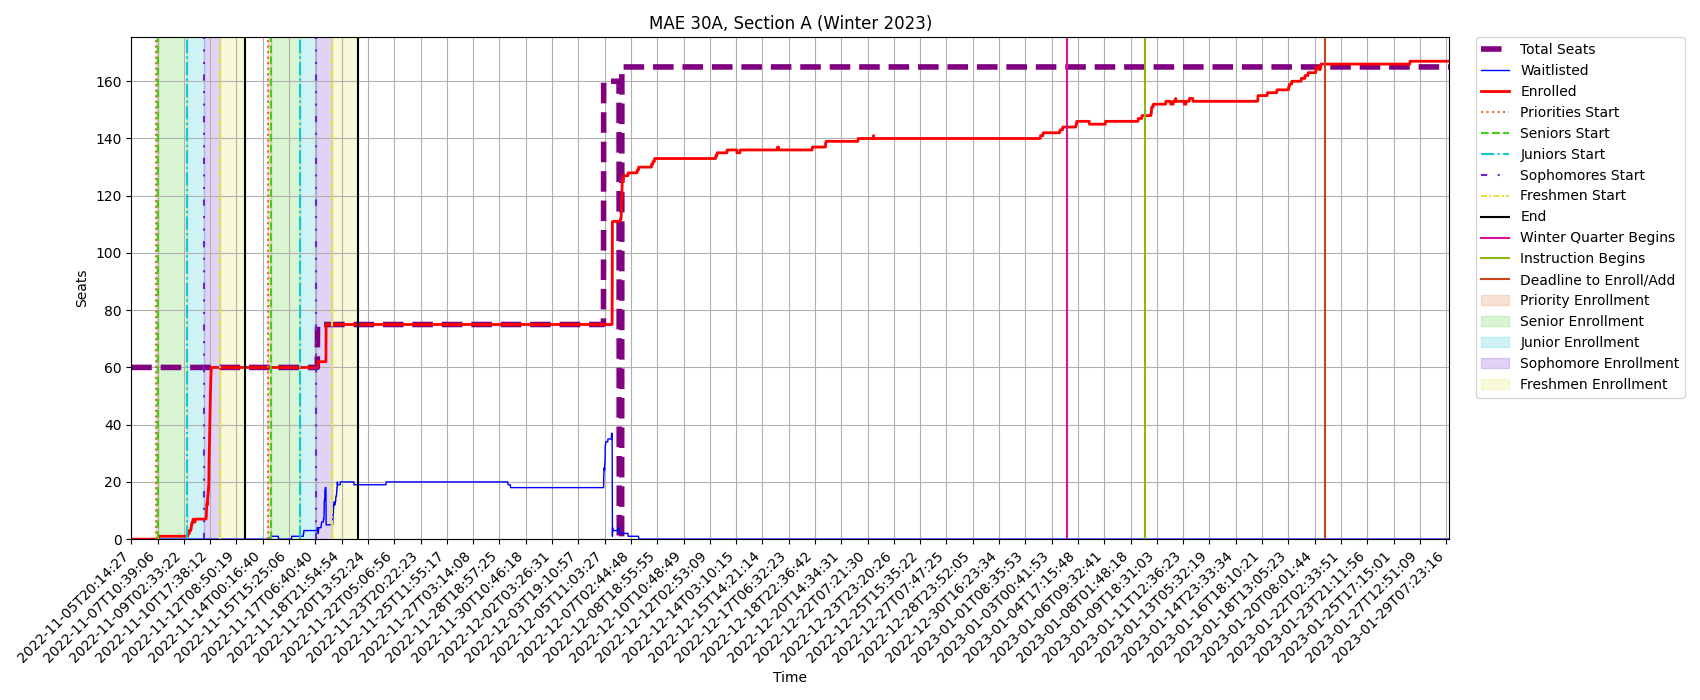 MAE 30A, Section A (Winter 2023)
Seats
0
20
40
60
80
100
120
140
160
2022-11-05T20:14:27
2022-11-07T10:39:06
2022-11-09T02:33:22
2022-11-10T17:38:12
2022-11-12T08:50:19
2022-11-14T00:16:40
2022-11-15T15:25:06
2022-11-17T06:40:40
2022-11-18T21:54:54
2022-11-20T13:52:24
2022-11-22T05:06:56
2022-11-23T20:22:23
2022-11-25T11:55:17
2022-11-27T03:14:08
2022-11-28T18:57:25
2022-11-30T10:46:18
2022-12-02T03:26:31
2022-12-03T19:10:57
2022-12-05T11:03:27
2022-12-07T02:44:48
2022-12-08T18:55:55
2022-12-10T10:48:49
2022-12-12T02:53:09
2022-12-14T03:10:15
2022-12-15T14:21:14
2022-12-17T06:32:23
2022-12-18T22:36:42
2022-12-20T14:34:31
2022-12-22T07:21:30
2022-12-23T23:20:26
2022-12-25T15:35:22
2022-12-27T07:47:25
2022-12-28T23:52:05
2022-12-30T16:23:34
2023-01-01T08:35:53
2023-01-03T00:41:53
2023-01-04T17:15:48
2023-01-06T09:32:41
2023-01-08T01:48:18
2023-01-09T18:31:03
2023-01-11T12:36:23
2023-01-13T05:32:19
2023-01-14T23:33:34
2023-01-16T18:10:21
2023-01-18T13:05:23
2023-01-20T08:01:44
2023-01-22T02:33:51
2023-01-23T21:11:56
2023-01-25T17:15:01
2023-01-27T12:51:09
2023-01-29T07:23:16
Time
Total Seats
Waitlisted
Enrolled
Priorities Start
Seniors Start
Juniors Start
Sophomores Start
Freshmen Start
End
Winter Quarter Begins
Instruction Begins
Deadline to Enroll/Add
Priority Enrollment
Senior Enrollment
Junior Enrollment
Sophomore Enrollment
Freshmen Enrollment